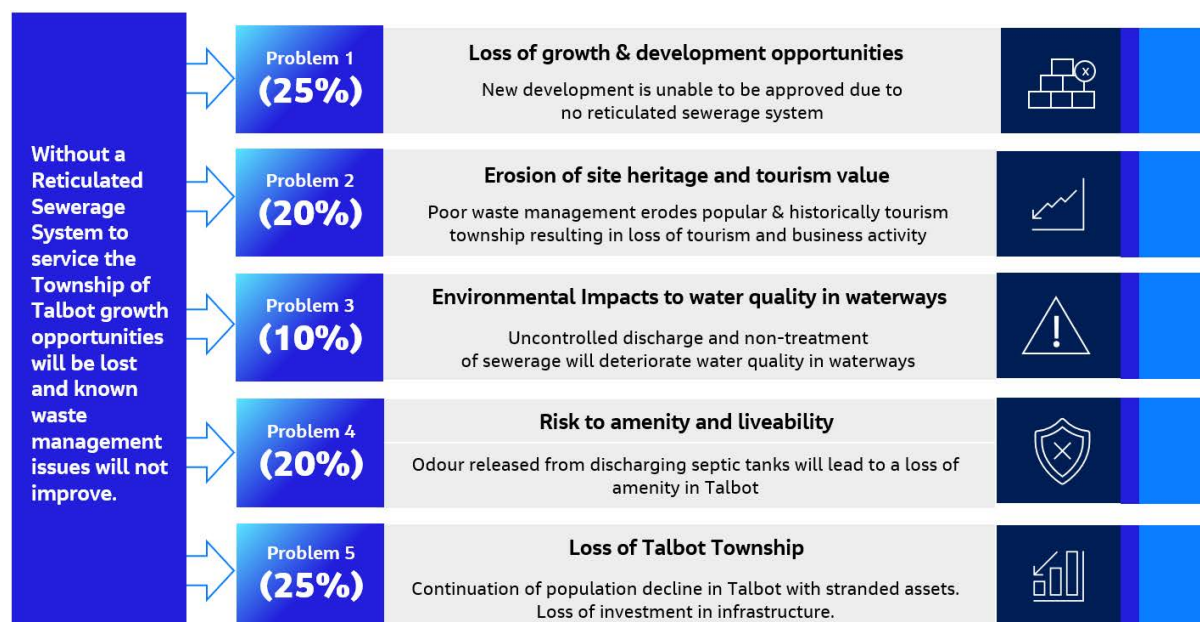 Without a
Reticulated
Sewerage
System to
service the
Township of
Talbot growth
opportunities
will be lost
and known
waste
management
issues will not
improve.
Problem 1
(25%)
Loss of growth & development opportunities
New development is unable to be approved due to
no reticulated sewerage system
x
Problem 2
(20%)
Erosion of site heritage and tourism value
Poor waste management erodes popular & historically tourism
township resulting in loss of tourism and business activity
Problem 3
(10%)
Environmental Impacts to water quality in waterways
Uncontrolled discharge and non-treatment
of sewerage will deteriorate water quality in waterways
!
Problem 4
(20%)
Risk to amenity and liveability
Odour released from discharging septic tanks will lead to a loss of
amenity in Talbot
Problem 5
(25%)
Loss of Talbot Township
Continuation of population decline in Talbot with stranded assets.
Loss of investment in infrastructure.